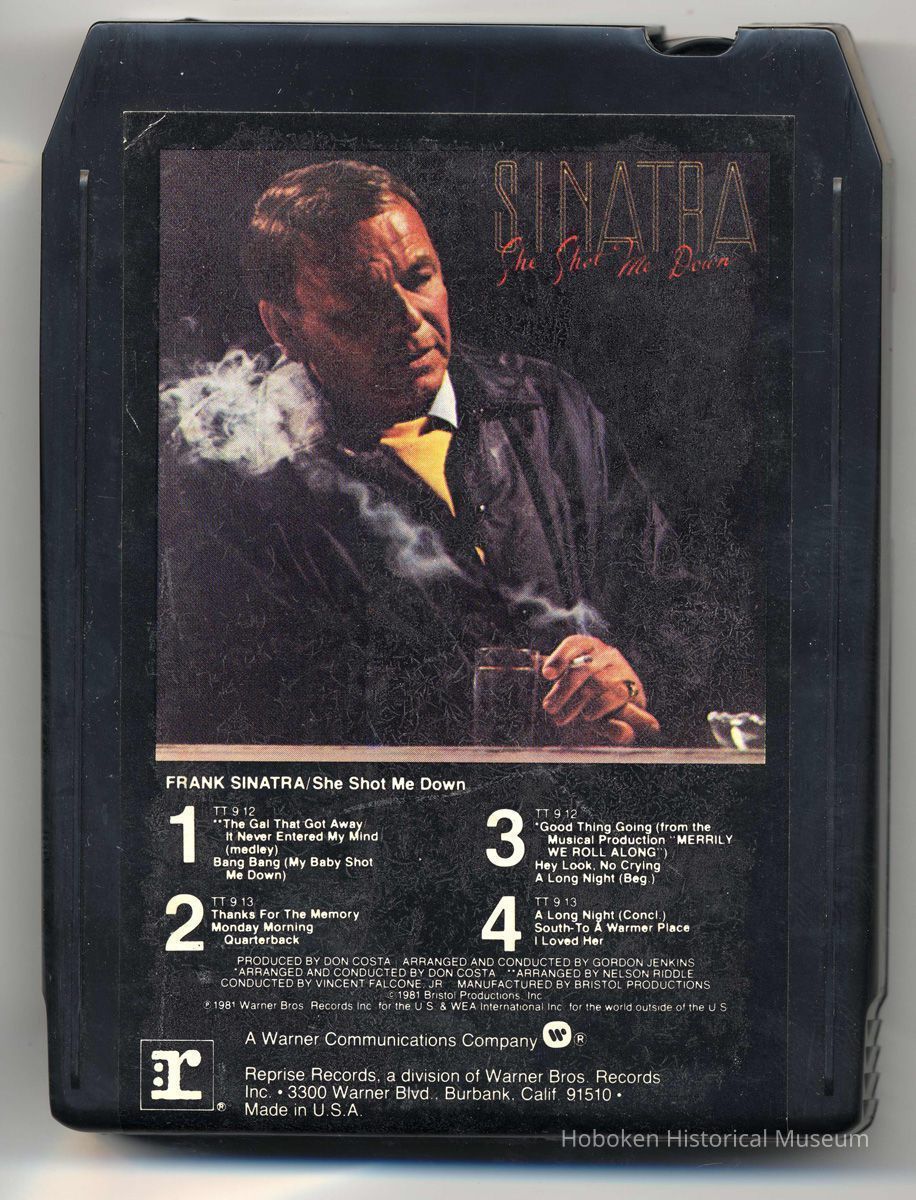 SINATRA
She Shot Me Down
FRANK SINATRA/She Shot Me Down
1 TT 9 12
**The Gal That Got Away/
It Never Entered My Mind
(medley)
Bang Bang (My Baby Shot
Me Down)
2 TT 9 13
Thanks For The Memory
Monday Morning
Quarterback
3 TT 9 12
*Good Thing Going (from the
Musical Production "MERRILY
WE ROLL ALONG")
Hey Look, No Crying
A Long Night (Beg.)
4 TT 9 13
A Long Night (Concl.)
South-To A Warmer Place
I Loved Her
PRODUCED BY DON COSTA ARRANGED AND CONDUCTED BY GORDON JENKINS
*ARRANGED AND CONDUCTED BY DON COSTA **ARRANGED BY NELSON RIDDLE
CONDUCTED BY VINCENT FALCONE, JR MANUFACTURED BY BRISTOL PRODUCTIONS
© 1981 Bristol Productions, Inc.
℗ 1981 Warner Bros. Records Inc. for the U.S. & WEA International Inc. for the world outside of the U.S.
A Warner Communications Company W ®
r ®
Reprise Records, a division of Warner Bros. Records
Inc. • 3300 Warner Blvd., Burbank, Calif. 91510 •
Made in U.S.A.
Hoboken Historical Museum